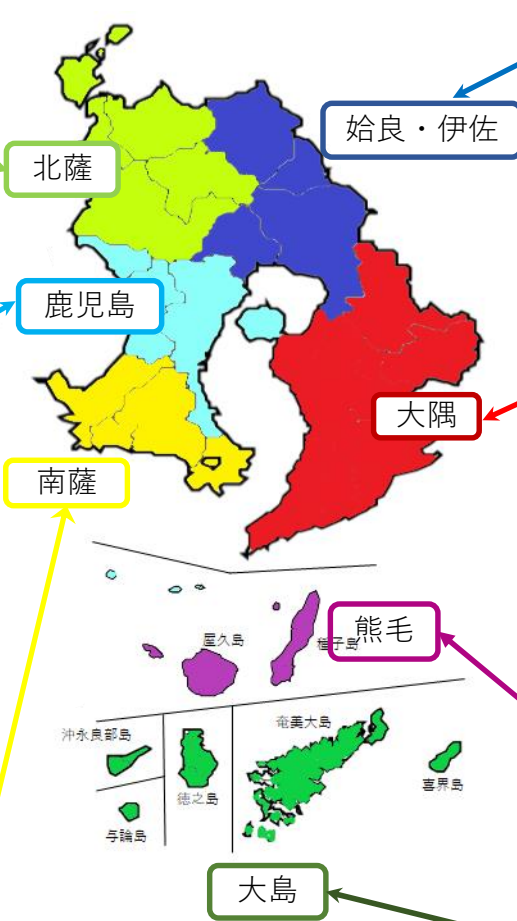 姶良・伊佐
北薩
鹿児島
大隅
南薩
熊毛
屋久島
種子島
沖永良部島
奄美大島
徳之島
喜界島
与論島
大島